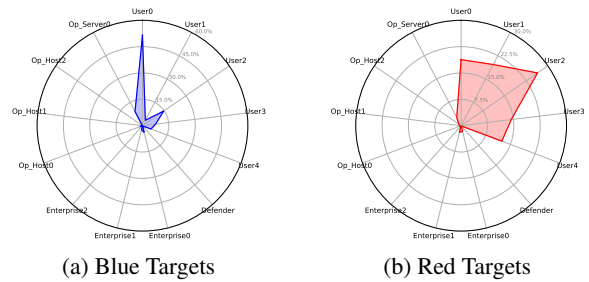 User0
Op_Server0
User1
60.0%
Op_Host2
45.0%
User2
30.0%
15.0%
Op_Host1
User3
Op_Host0
User4
Enterprise2
Defender
Enterprise1
Enterprise0
(a) Blue Targets
User0
Op_Server0
User1
30.0%
Op_Host2
22.5%
User2
15.0%
7.5%
Op_Host1
User3
Op_Host0
User4
Enterprise2
Defender
Enterprise1
Enterprise0
(b) Red Targets